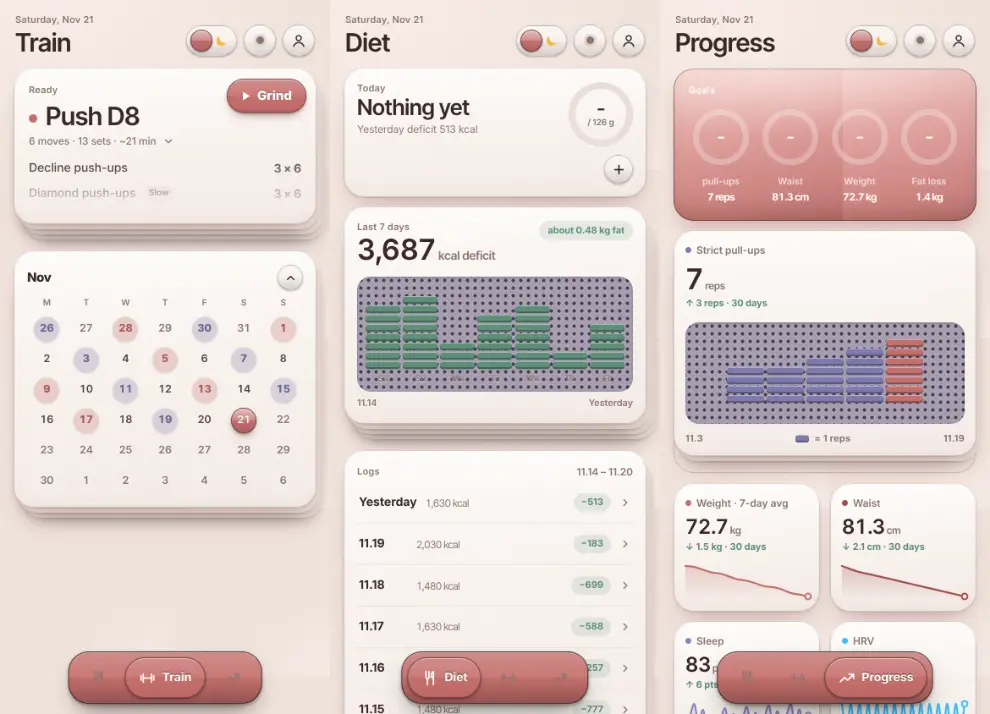 Saturday, Nov 21
Train
Ready
Grind
Push D8
6 moves · 13 sets · ~21 min
Decline push-ups 3 × 6
Diamond push-ups Slow 3 × 6
Nov
M T W T F S S
26 27 28 29 30 31 1
2 3 4 5 6 7 8
9 10 11 12 13 14 15
16 17 18 19 20 21 22
23 24 25 26 27 28 29
30 1 2 3 4 5 6
Train
Saturday, Nov 21
Diet
Today
Nothing yet
Yesterday deficit 513 kcal
-
/ 126 g
Last 7 days
about 0.48 kg fat
3,687 kcal deficit
11.14 Yesterday
Logs 11.14 – 11.20
Yesterday 1,630 kcal −513
11.19 2,030 kcal −183
11.18 1,480 kcal −699
11.17 1,630 kcal −588
11.16 257
11.15 1,480 kcal −777
Diet
Saturday, Nov 21
Progress
Goals
- - - -
pull-ups Waist Weight Fat loss
7 reps 81.3 cm 72.7 kg 1.4 kg
Strict pull-ups
7 reps
↑ 3 reps · 30 days
11.3 = 1 reps 11.19
Weight · 7-day avg
72.7 kg
↓ 1.5 kg · 30 days
Waist
81.3 cm
↓ 2.1 cm · 30 days
Sleep
83
↑ 6 pts
HRV
Progress